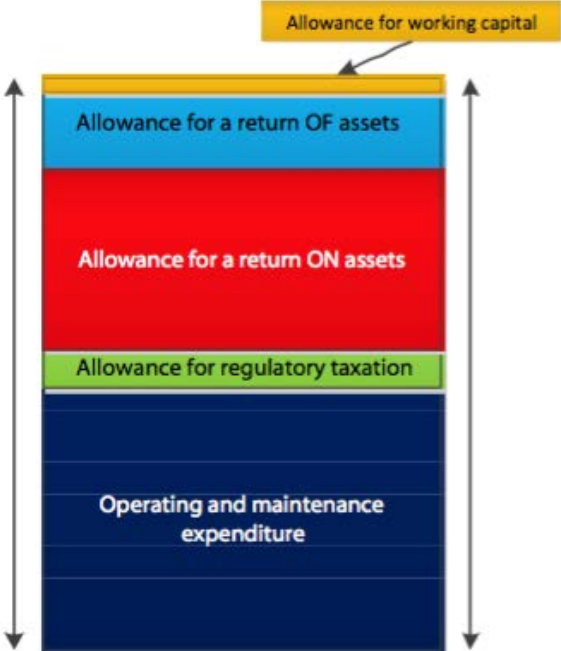 Allowance for working capital
Allowance for a return OF assets
Allowance for a return ON assets
Allowance for regulatory taxation
Operating and maintenance
expenditure